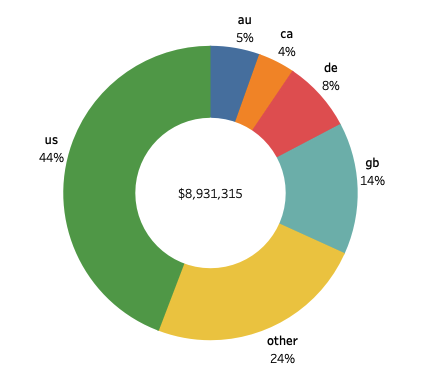 au
5%
ca
4%
de
8%
us
44%
gb
14%
$8,931,315
other
24%